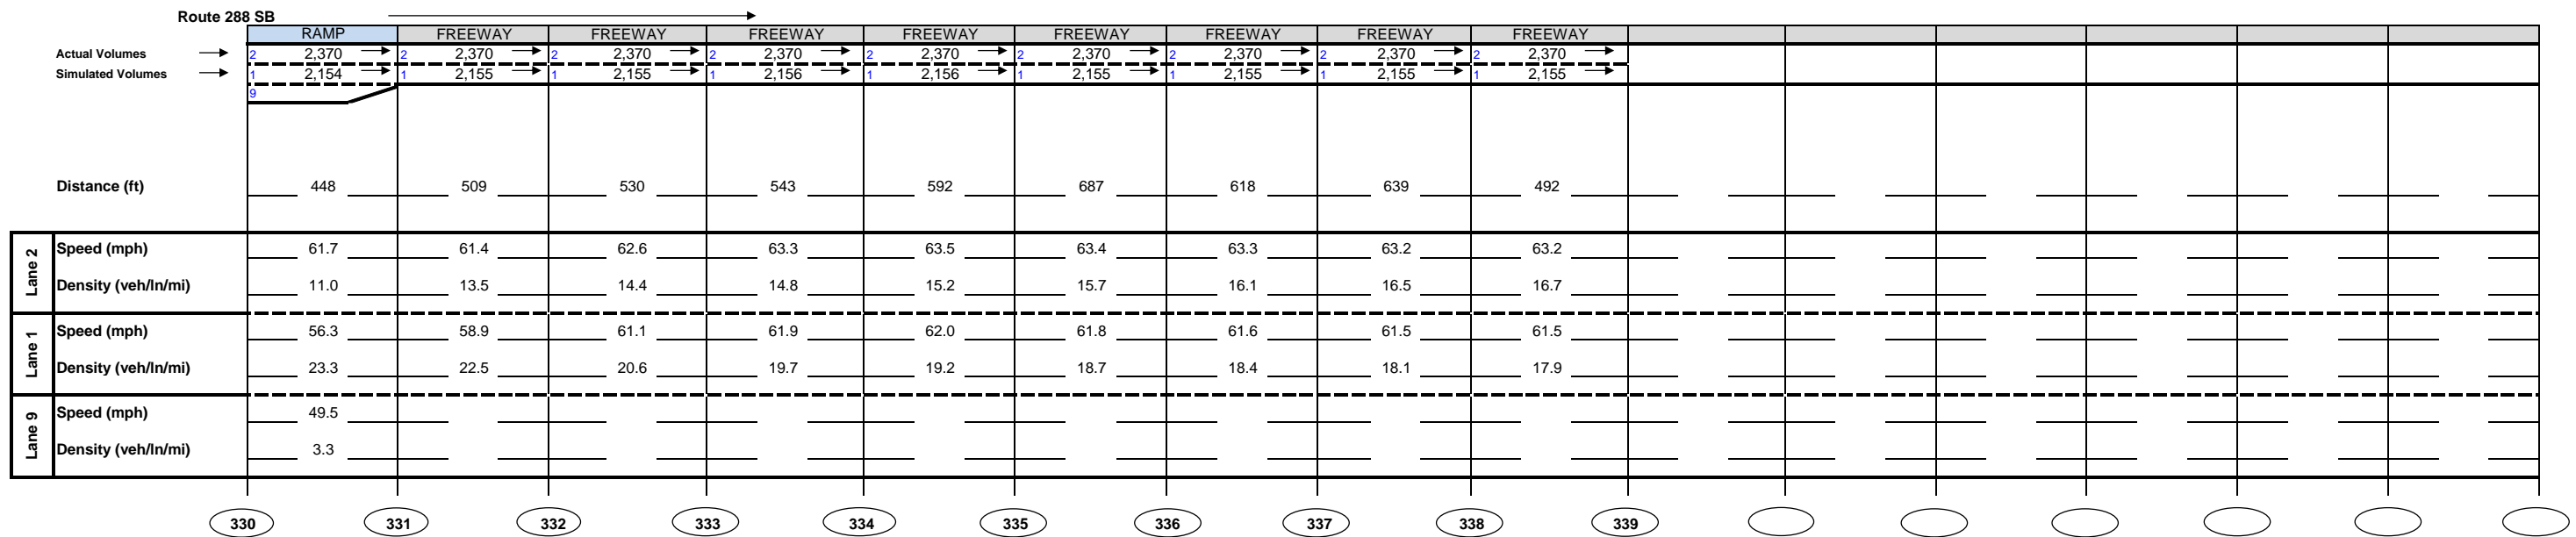 Route 288 SB
RAMP FREEWAY FREEWAY FREEWAY FREEWAY FREEWAY FREEWAY FREEWAY FREEWAY
Actual Volumes 2 2,370 2 2,370 2 2,370 2 2,370 2 2,370 2 2,370 2 2,370 2 2,370 2 2,370
Simulated Volumes 1 2,154 1 2,155 1 2,155 1 2,156 1 2,156 1 2,155 1 2,155 1 2,155 1 2,155
9
Distance (ft) 448 509 530 543 592 687 618 639 492
Lane 2
Speed (mph) 61.7 61.4 62.6 63.3 63.5 63.4 63.3 63.2 63.2
Density (veh/ln/mi) 11.0 13.5 14.4 14.8 15.2 15.7 16.1 16.5 16.7
Lane 1
Speed (mph) 56.3 58.9 61.1 61.9 62.0 61.8 61.6 61.5 61.5
Density (veh/ln/mi) 23.3 22.5 20.6 19.7 19.2 18.7 18.4 18.1 17.9
Lane 9
Speed (mph) 49.5
Density (veh/ln/mi) 3.3
330 331 332 333 334 335 336 337 338 339